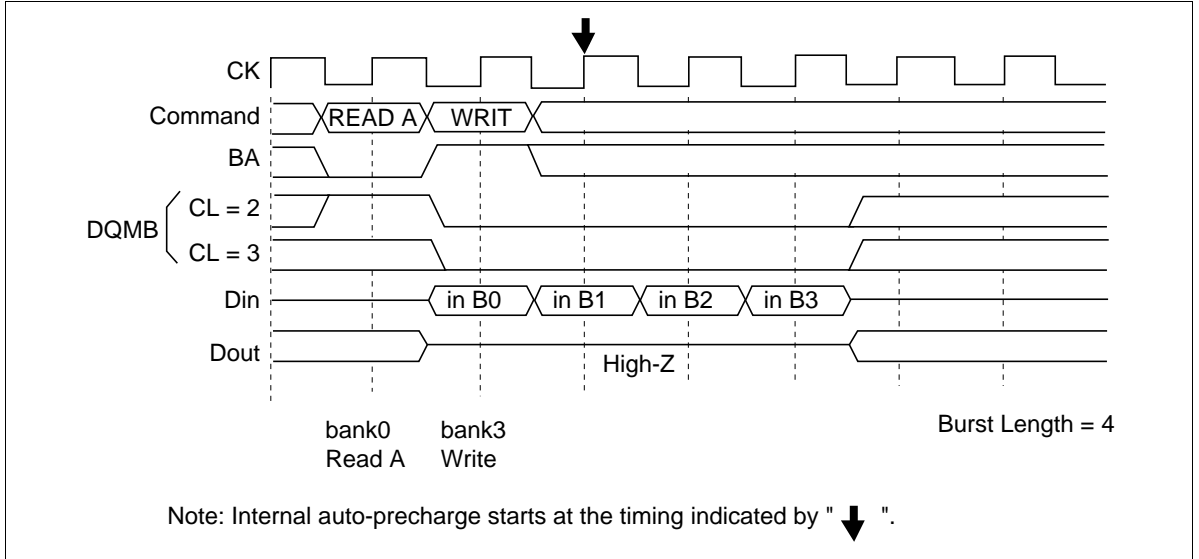 CK
Command READ A WRIT
BA
DQMB CL = 2
CL = 3
Din in B0 in B1 in B2 in B3
Dout High-Z
bank0 bank3 Burst Length = 4
Read A Write
Note: Internal auto-precharge starts at the timing indicated by " ".